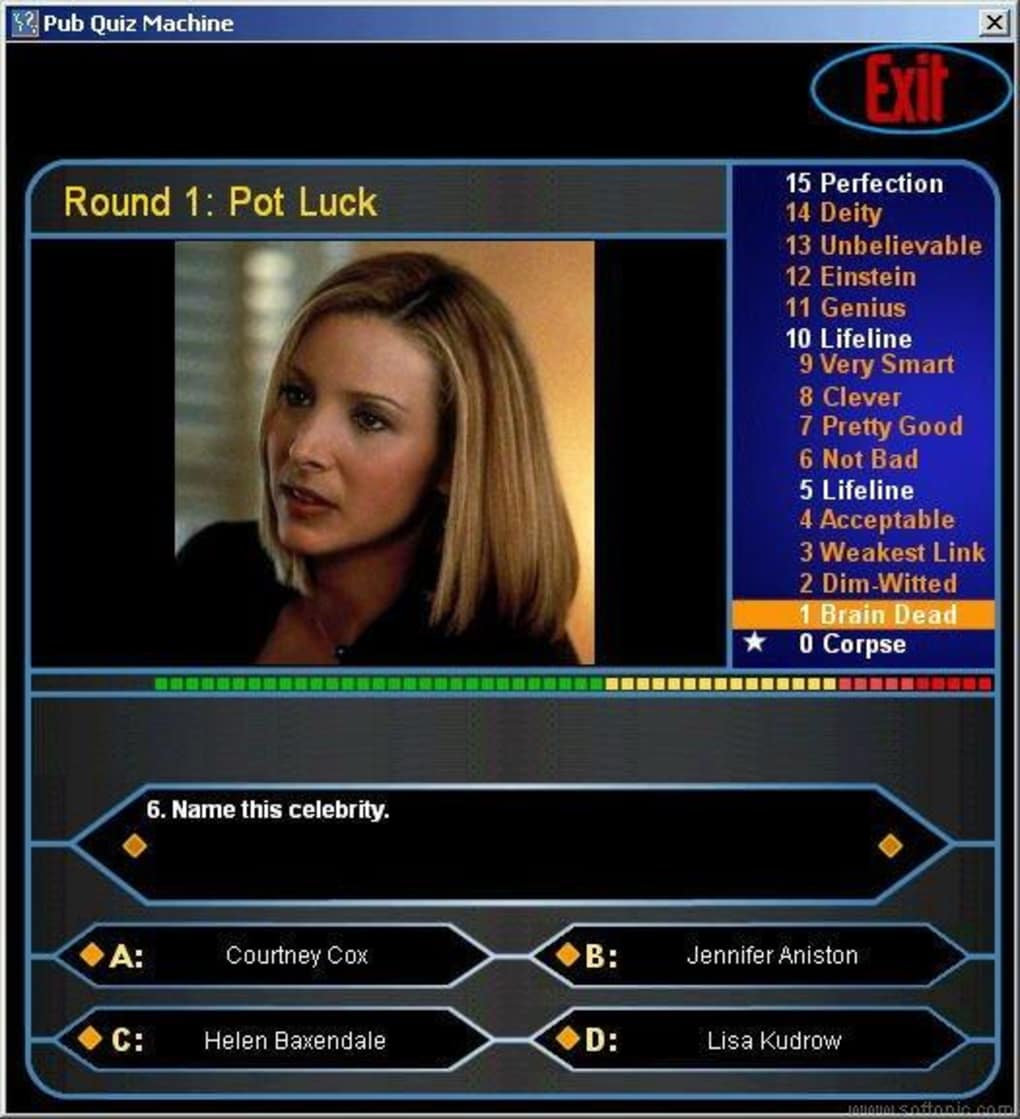 Pub Quiz Machine
Exit
Round 1: Pot Luck
15 Perfection
14 Deity
13 Unbelievable
12 Einstein
11 Genius
10 Lifeline
9 Very Smart
8 Clever
7 Pretty Good
6 Not Bad
5 Lifeline
4 Acceptable
3 Weakest Link
2 Dim-Witted
1 Brain Dead
0 Corpse
6. Name this celebrity.
A: Courtney Cox
B: Jennifer Aniston
C: Helen Baxendale
D: Lisa Kudrow
www.softonic.com